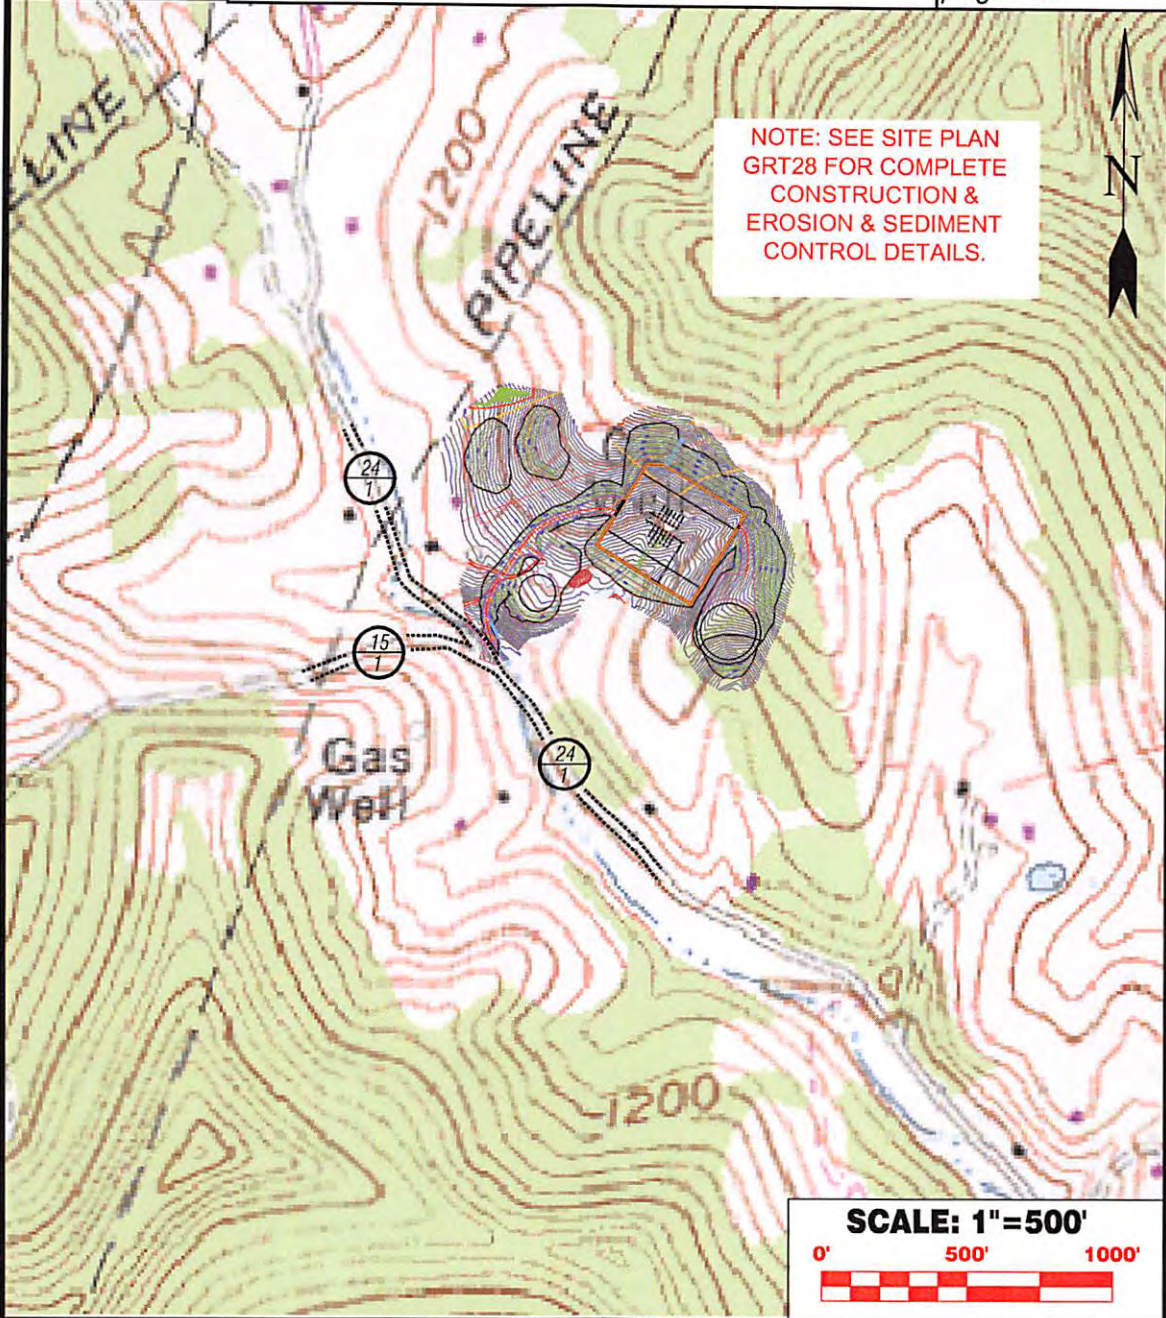 LINE
1200
PIPELINE
NOTE: SEE SITE PLAN
GRT28 FOR COMPLETE
CONSTRUCTION &
EROSION & SEDIMENT
CONTROL DETAILS.
N
24
1
15
1
Gas
Well
24
1
1200
SCALE: 1"=500'
0' 500' 1000'